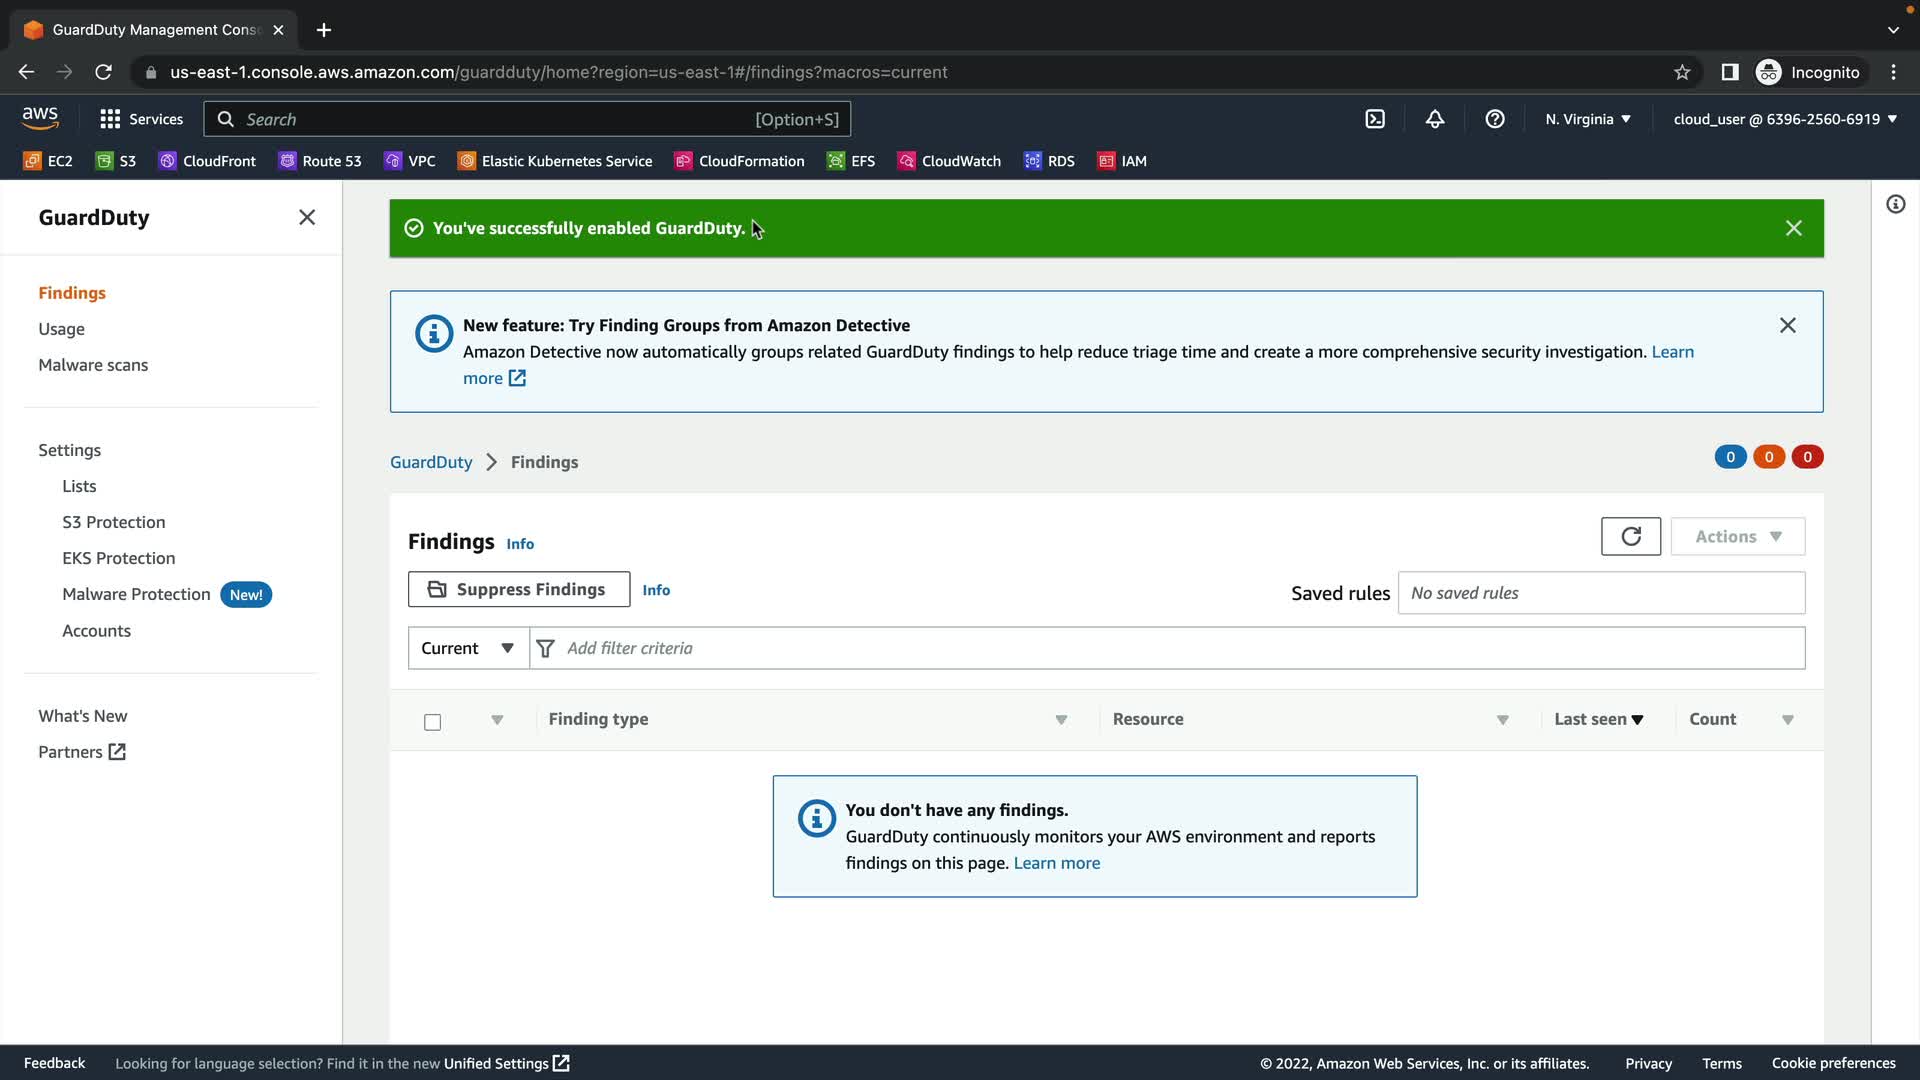 GuardDuty Management Conso
us-east-1.console.aws.amazon.com/guardduty/home?region=us-east-1#/findings?macros=current
Incognito
aws
Services
Search
[Option+S]
N. Virginia
cloud_user @ 6396-2560-6919
EC2
S3
CloudFront
Route 53
VPC
Elastic Kubernetes Service
CloudFormation
EFS
CloudWatch
RDS
IAM
GuardDuty
Findings
Usage
Malware scans
Settings
Lists
S3 Protection
EKS Protection
Malware Protection New!
Accounts
What's New
Partners
You've successfully enabled GuardDuty.
New feature: Try Finding Groups from Amazon Detective
Amazon Detective now automatically groups related GuardDuty findings to help reduce triage time and create a more comprehensive security investigation. Learn
more
GuardDuty > Findings
0 0 0
Findings Info
Actions
Suppress Findings Info
Saved rules No saved rules
Current Add filter criteria
Finding type Resource Last seen Count
You don't have any findings.
GuardDuty continuously monitors your AWS environment and reports
findings on this page. Learn more
Feedback
Looking for language selection? Find it in the new Unified Settings
© 2022, Amazon Web Services, Inc. or its affiliates.
Privacy
Terms
Cookie preferences